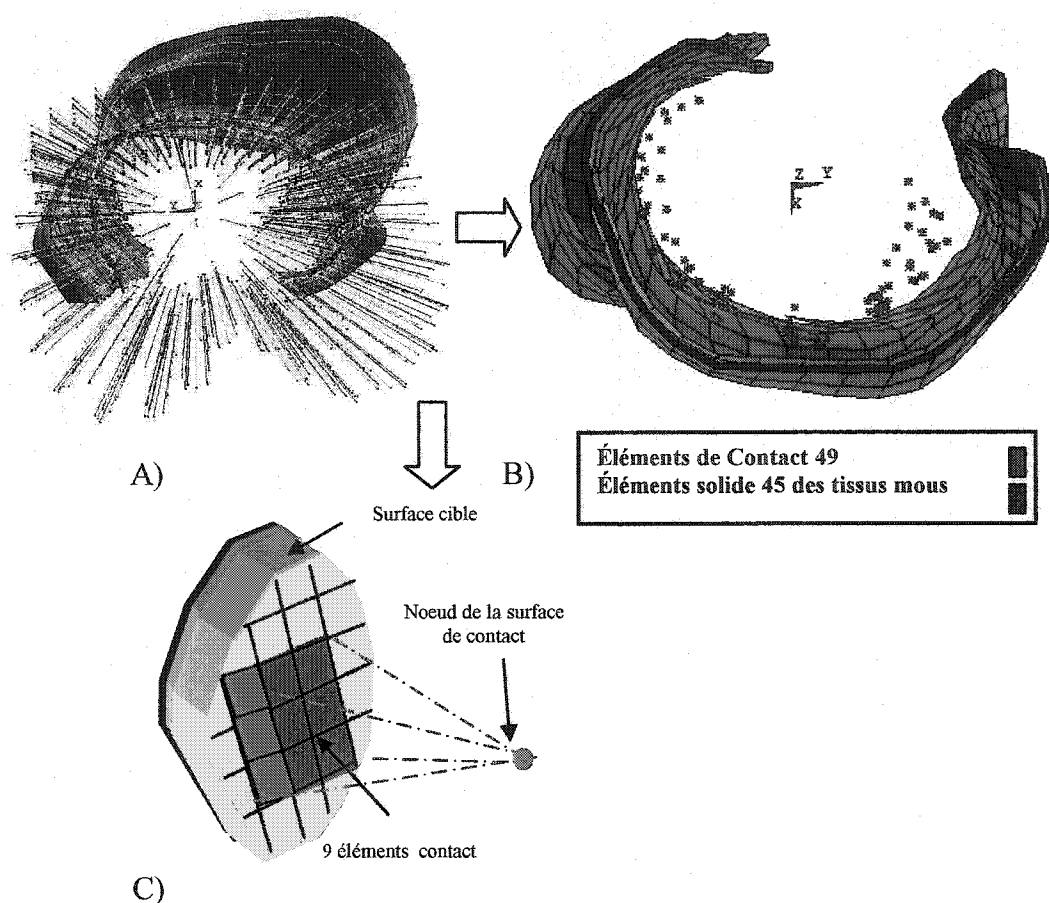 Z Y
X
A)
B)
Éléments de Contact 49
Éléments solide 45 des tissus mous
Surface cible
Noeud de la surface
de contact
9 éléments contact
C)